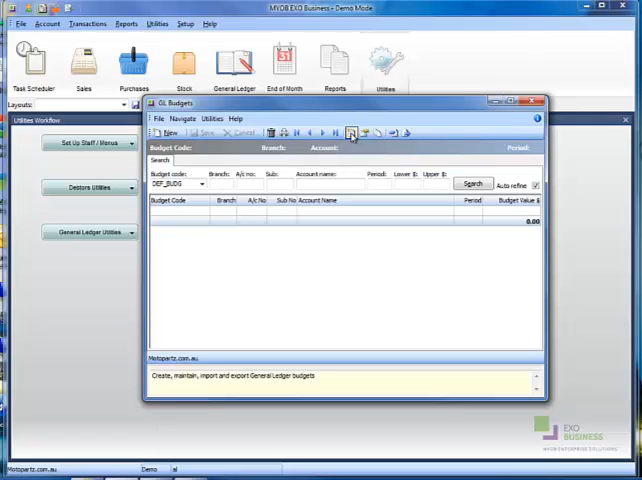 MYOB EXO Business - Demo Mode
File Account Transactions Reports Utilities Setup Help
Task Scheduler Sales Purchases Stock General Ledger End of Month Reports Utilities
Layouts:
Utilities Workflow
Set Up Staff / Menus
Debtors Utilities
General Ledger Utilities
GL Budgets
File Navigate Utilities Help
New Save Cancel
Budget Code: Branch: Account: Period:
Search
Budget code: Branch: A/c no: Sub: Account name: Period: Lower $: Upper $:
DEF_BUDG Search Auto refine
Budget Code Branch A/c No Sub No Account Name Period Budget Value $
0.00
Motopartz.com.au
Create, maintain, import and export General Ledger budgets
EXO
BUSINESS
MYOB ENTERPRISE SOLUTIONS
Motopartz.com.au Demo al